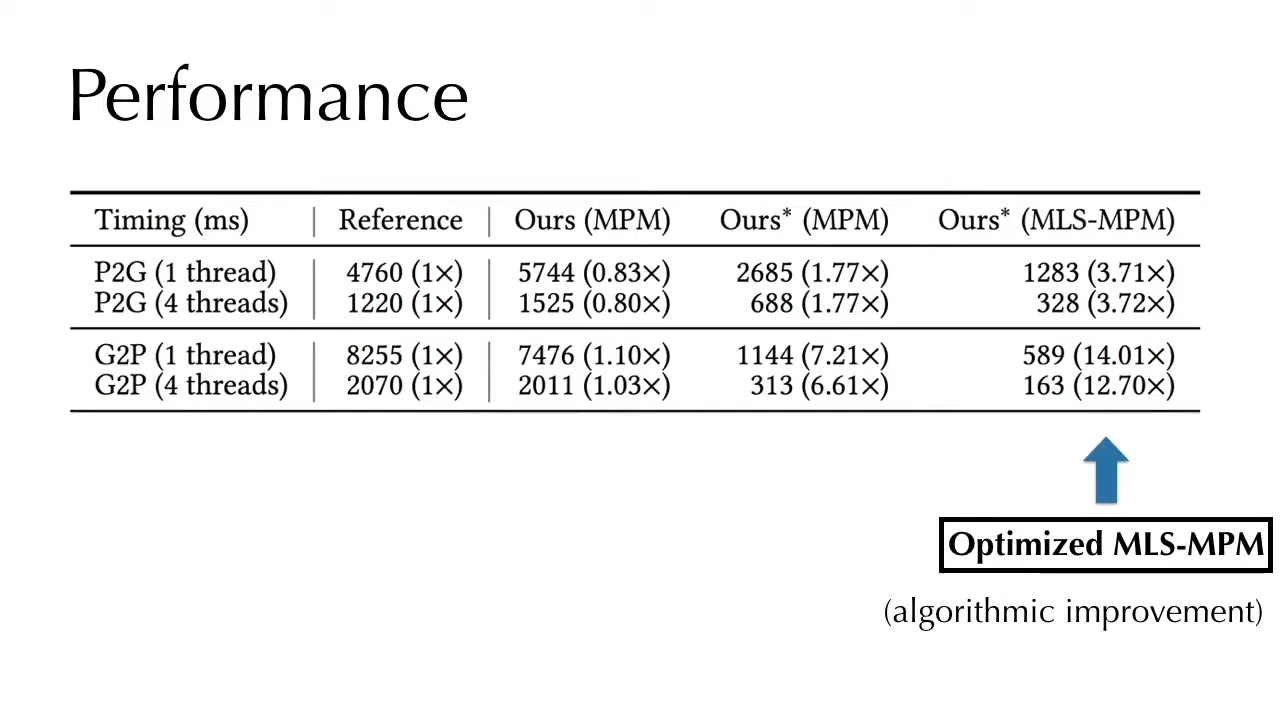 Performance
Timing (ms) Reference Ours (MPM) Ours* (MPM) Ours* (MLS-MPM)
P2G (1 thread) 4760 (1×) 5744 (0.83×) 2685 (1.77×) 1283 (3.71×)
P2G (4 threads) 1220 (1×) 1525 (0.80×) 688 (1.77×) 328 (3.72×)
G2P (1 thread) 8255 (1×) 7476 (1.10×) 1144 (7.21×) 589 (14.01×)
G2P (4 threads) 2070 (1×) 2011 (1.03×) 313 (6.61×) 163 (12.70×)
Optimized MLS-MPM
(algorithmic improvement)